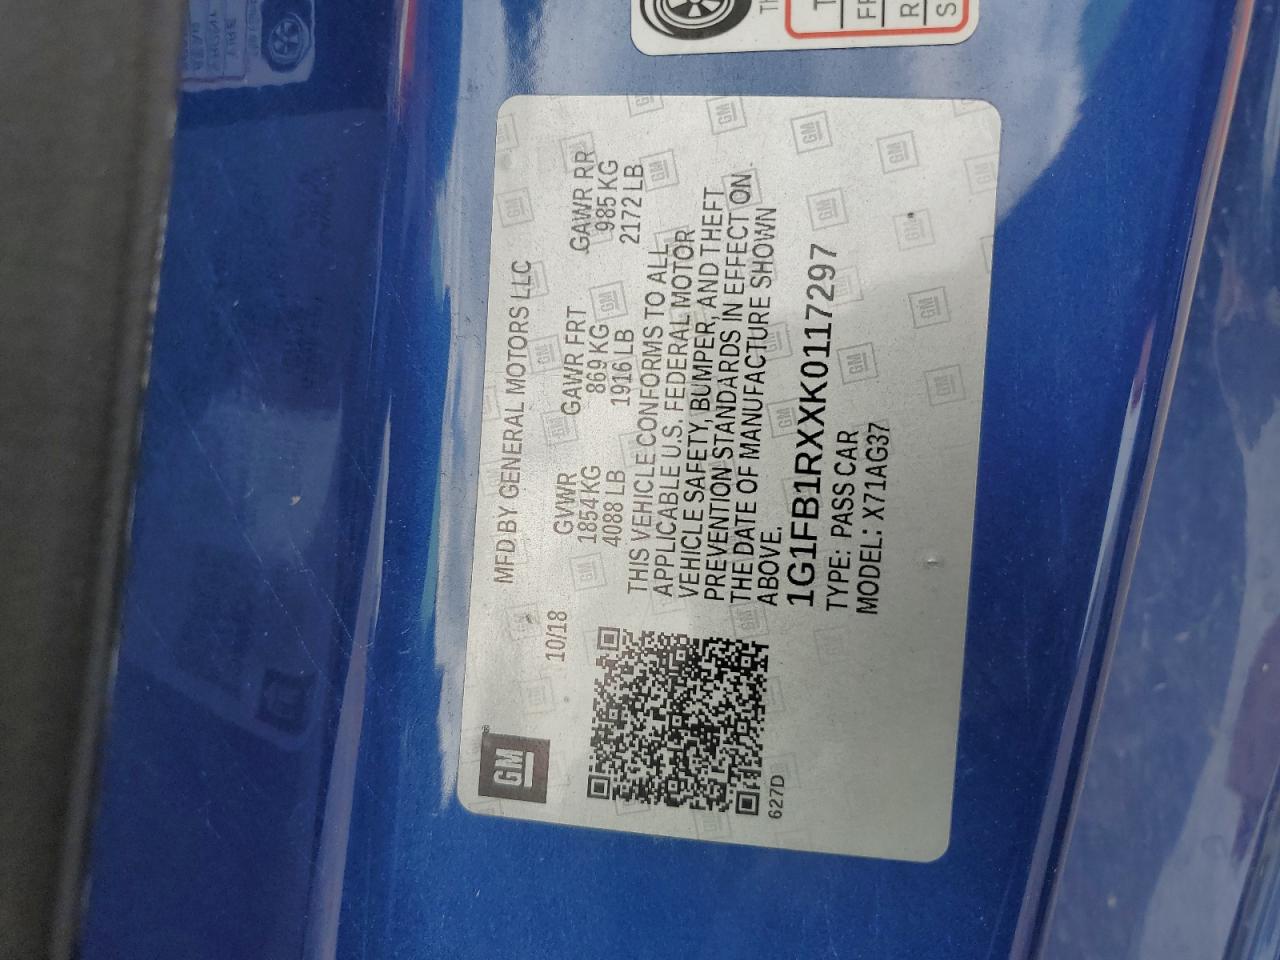 GM
10/18
MFD BY GENERAL MOTORS LLC
GVWR GAWR FRT GAWR RR
1854 KG 869 KG 985 KG
4088 LB 1916 LB 2172 LB
THIS VEHICLE CONFORMS TO ALL
APPLICABLE U.S. FEDERAL MOTOR
VEHICLE SAFETY, BUMPER, AND THEFT
PREVENTION STANDARDS IN EFFECT ON
THE DATE OF MANUFACTURE SHOWN
ABOVE.
1G1FB1RXXK0117297
TYPE: PASS CAR
MODEL: X71AG37
627D